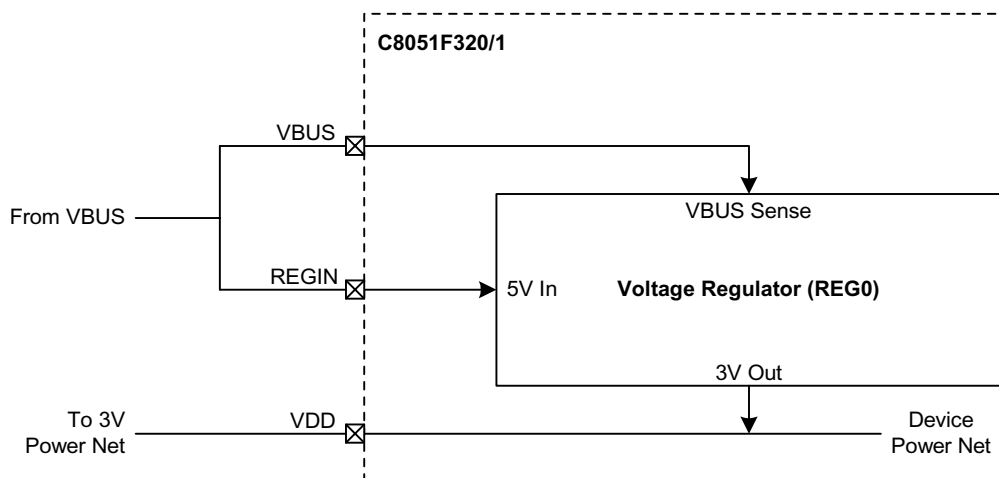 C8051F320/1
VBUS
From VBUS
VBUS Sense
REGIN
5V In
Voltage Regulator (REG0)
3V Out
To 3V
Power Net
VDD
Device
Power Net